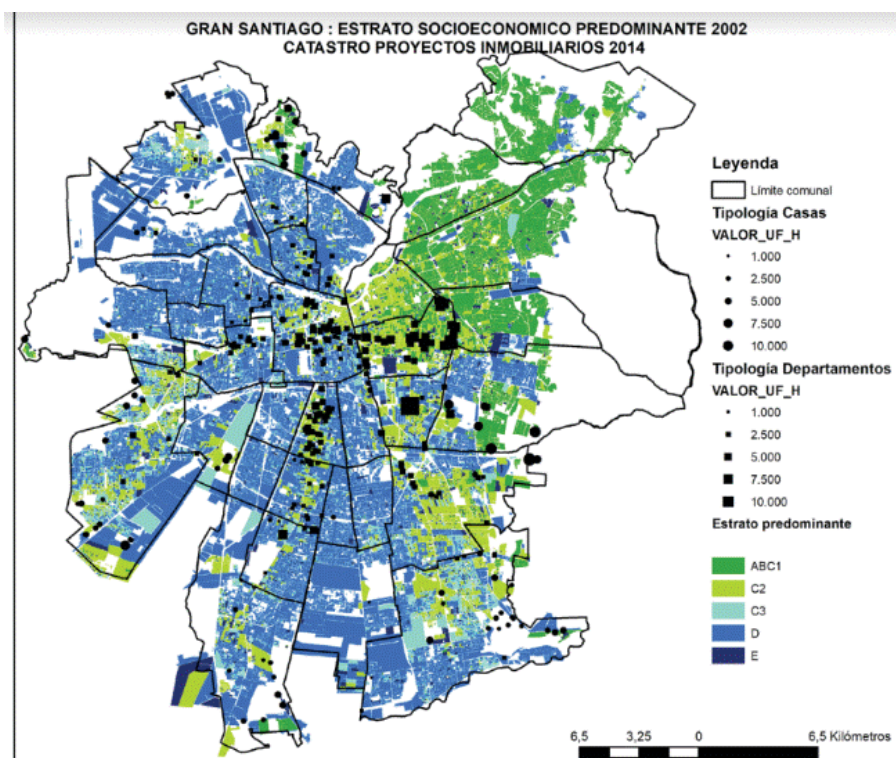 GRAN SANTIAGO : ESTRATO SOCIOECONOMICO PREDOMINANTE 2002
CATASTRO PROYECTOS INMOBILIARIOS 2014
Leyenda
Límite comunal
Tipología Casas
VALOR_UF_H
1.000
2.500
5.000
7.500
10.000
Tipología Departamentos
VALOR_UF_H
1.000
2.500
5.000
7.500
10.000
Estrato predominante
ABC1
C2
C3
D
E
6,5 3,25 0 6,5 Kilómetros